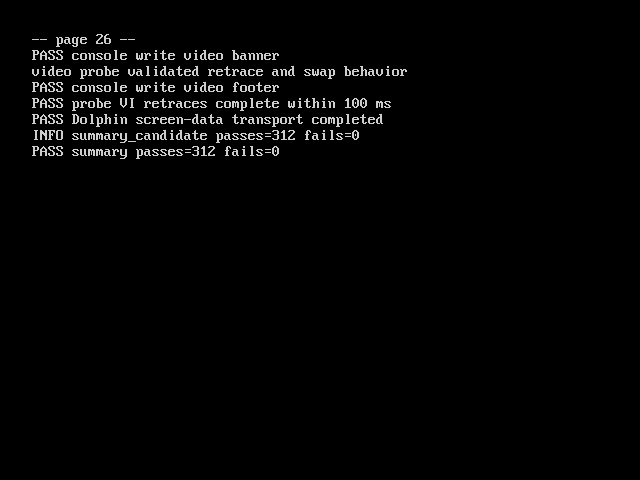 -- page 26 --
PASS console write video banner
video probe validated retrace and swap behavior
PASS console write video footer
PASS probe VI retraces complete within 100 ms
PASS Dolphin screen-data transport completed
INFO summary_candidate passes=312 fails=0
PASS summary passes=312 fails=0